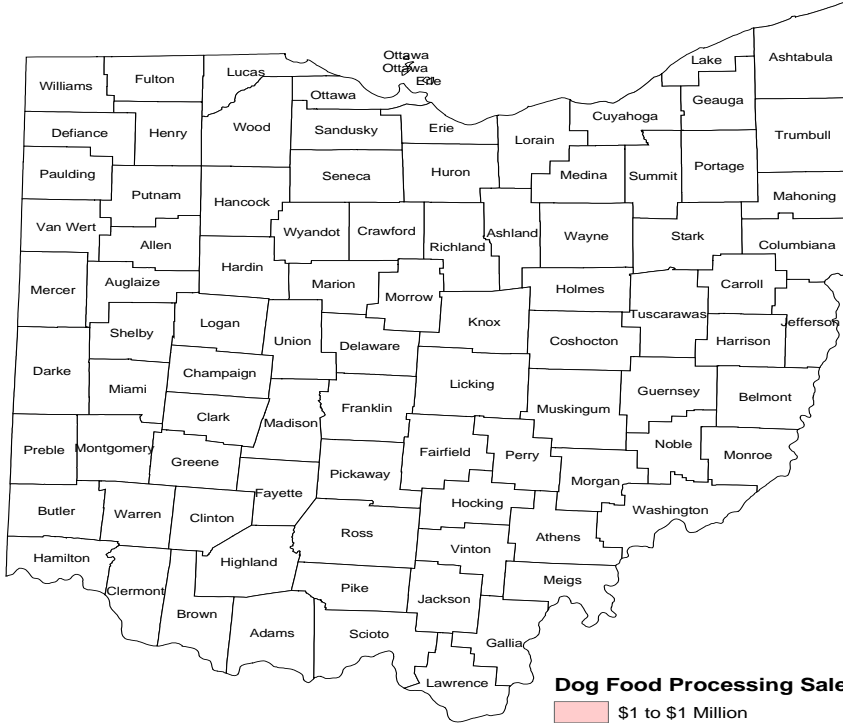 Ottawa
Ottawa
Erie
Lake
Ashtabula
Williams
Fulton
Lucas
Ottawa
Geauga
Cuyahoga
Defiance
Henry
Wood
Sandusky
Erie
Lorain
Trumbull
Paulding
Putnam
Hancock
Seneca
Huron
Medina
Summit
Portage
Mahoning
Van Wert
Allen
Wyandot
Crawford
Richland
Ashland
Wayne
Stark
Columbiana
Mercer
Auglaize
Hardin
Marion
Morrow
Holmes
Carroll
Tuscarawas
Jefferson
Shelby
Logan
Union
Delaware
Knox
Coshocton
Harrison
Darke
Miami
Champaign
Licking
Guernsey
Belmont
Clark
Madison
Franklin
Muskingum
Preble
Montgomery
Greene
Pickaway
Fairfield
Perry
Noble
Monroe
Morgan
Butler
Warren
Clinton
Fayette
Hocking
Washington
Ross
Athens
Vinton
Hamilton
Clermont
Highland
Pike
Jackson
Meigs
Brown
Adams
Scioto
Gallia
Lawrence
Dog Food Processing Sale
$1 to $1 Million